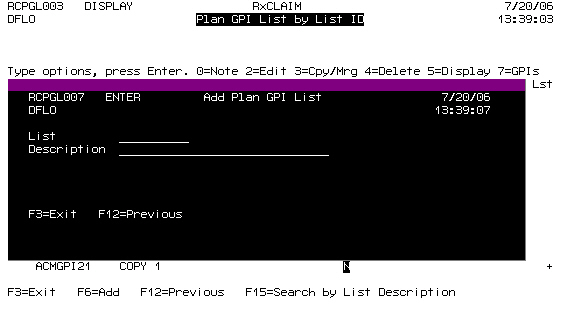 RCPGL003 DISPLAY RxCLAIM 7/20/06
DFLO Plan GPI List by List ID 13:39:03
Type options, press Enter. 0=Note 2=Edit 3=Cpy/Mrg 4=Delete 5=Display 7=GPIs
Lst
RCPGL007 ENTER Add Plan GPI List 7/20/06
DFLO 13:39:07
List
Description
F3=Exit F12=Previous
ACMGPI21 COPY 1 N +
F3=Exit F6=Add F12=Previous F15=Search by List Description